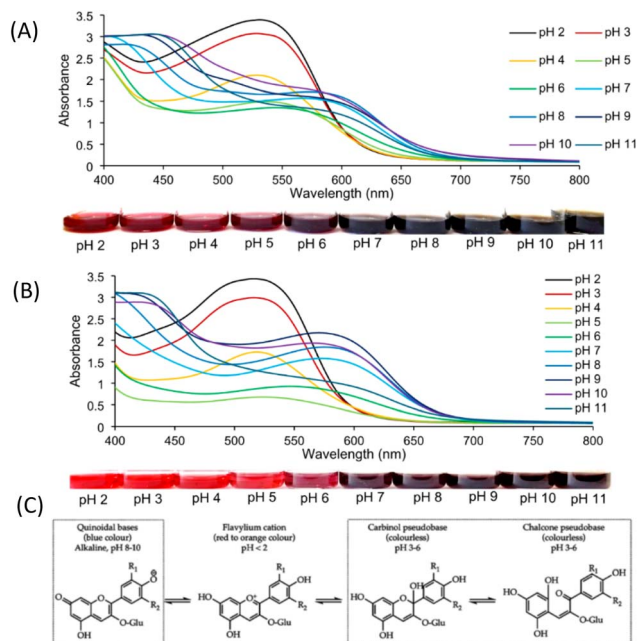 (A)
3.5
3
2.5
2
1.5
1
0.5
0
Absorbance
400 450 500 550 600 650 700 750 800
Wavelength (nm)
pH 2 pH 3
pH 4 pH 5
pH 6 pH 7
pH 8 pH 9
pH 10 pH 11
pH 2 pH 3 pH 4 pH 5 pH 6 pH 7 pH 8 pH 9 pH 10 pH 11
(B)
3.5
3
2.5
2
1.5
1
0.5
0
Absorbance
400 450 500 550 600 650 700 750 800
Wavelength (nm)
pH 2
pH 3
pH 4
pH 5
pH 6
pH 7
pH 8
pH 9
pH 10
pH 11
pH 2 pH 3 pH 4 pH 5 pH 6 pH 7 pH 8 pH 9 pH 10 pH 11
(C)
Quinoidal bases
(blue colour)
Alkaline, pH 8-10
Flavylium cation
(red to orange colour)
pH < 2
Carbinol pseudobase
(colourless)
pH 3-6
Chalcone pseudobase
(colourless)
pH 3-6
R1
O⊖
O
O
R2
O-Glu
OH
R1
OH
HO
O+
R2
O-Glu
OH
R1
OH
OH
HO
O
R2
O-Glu
OH
R1
OH
HO
OH
O
R2
O-Glu
OH